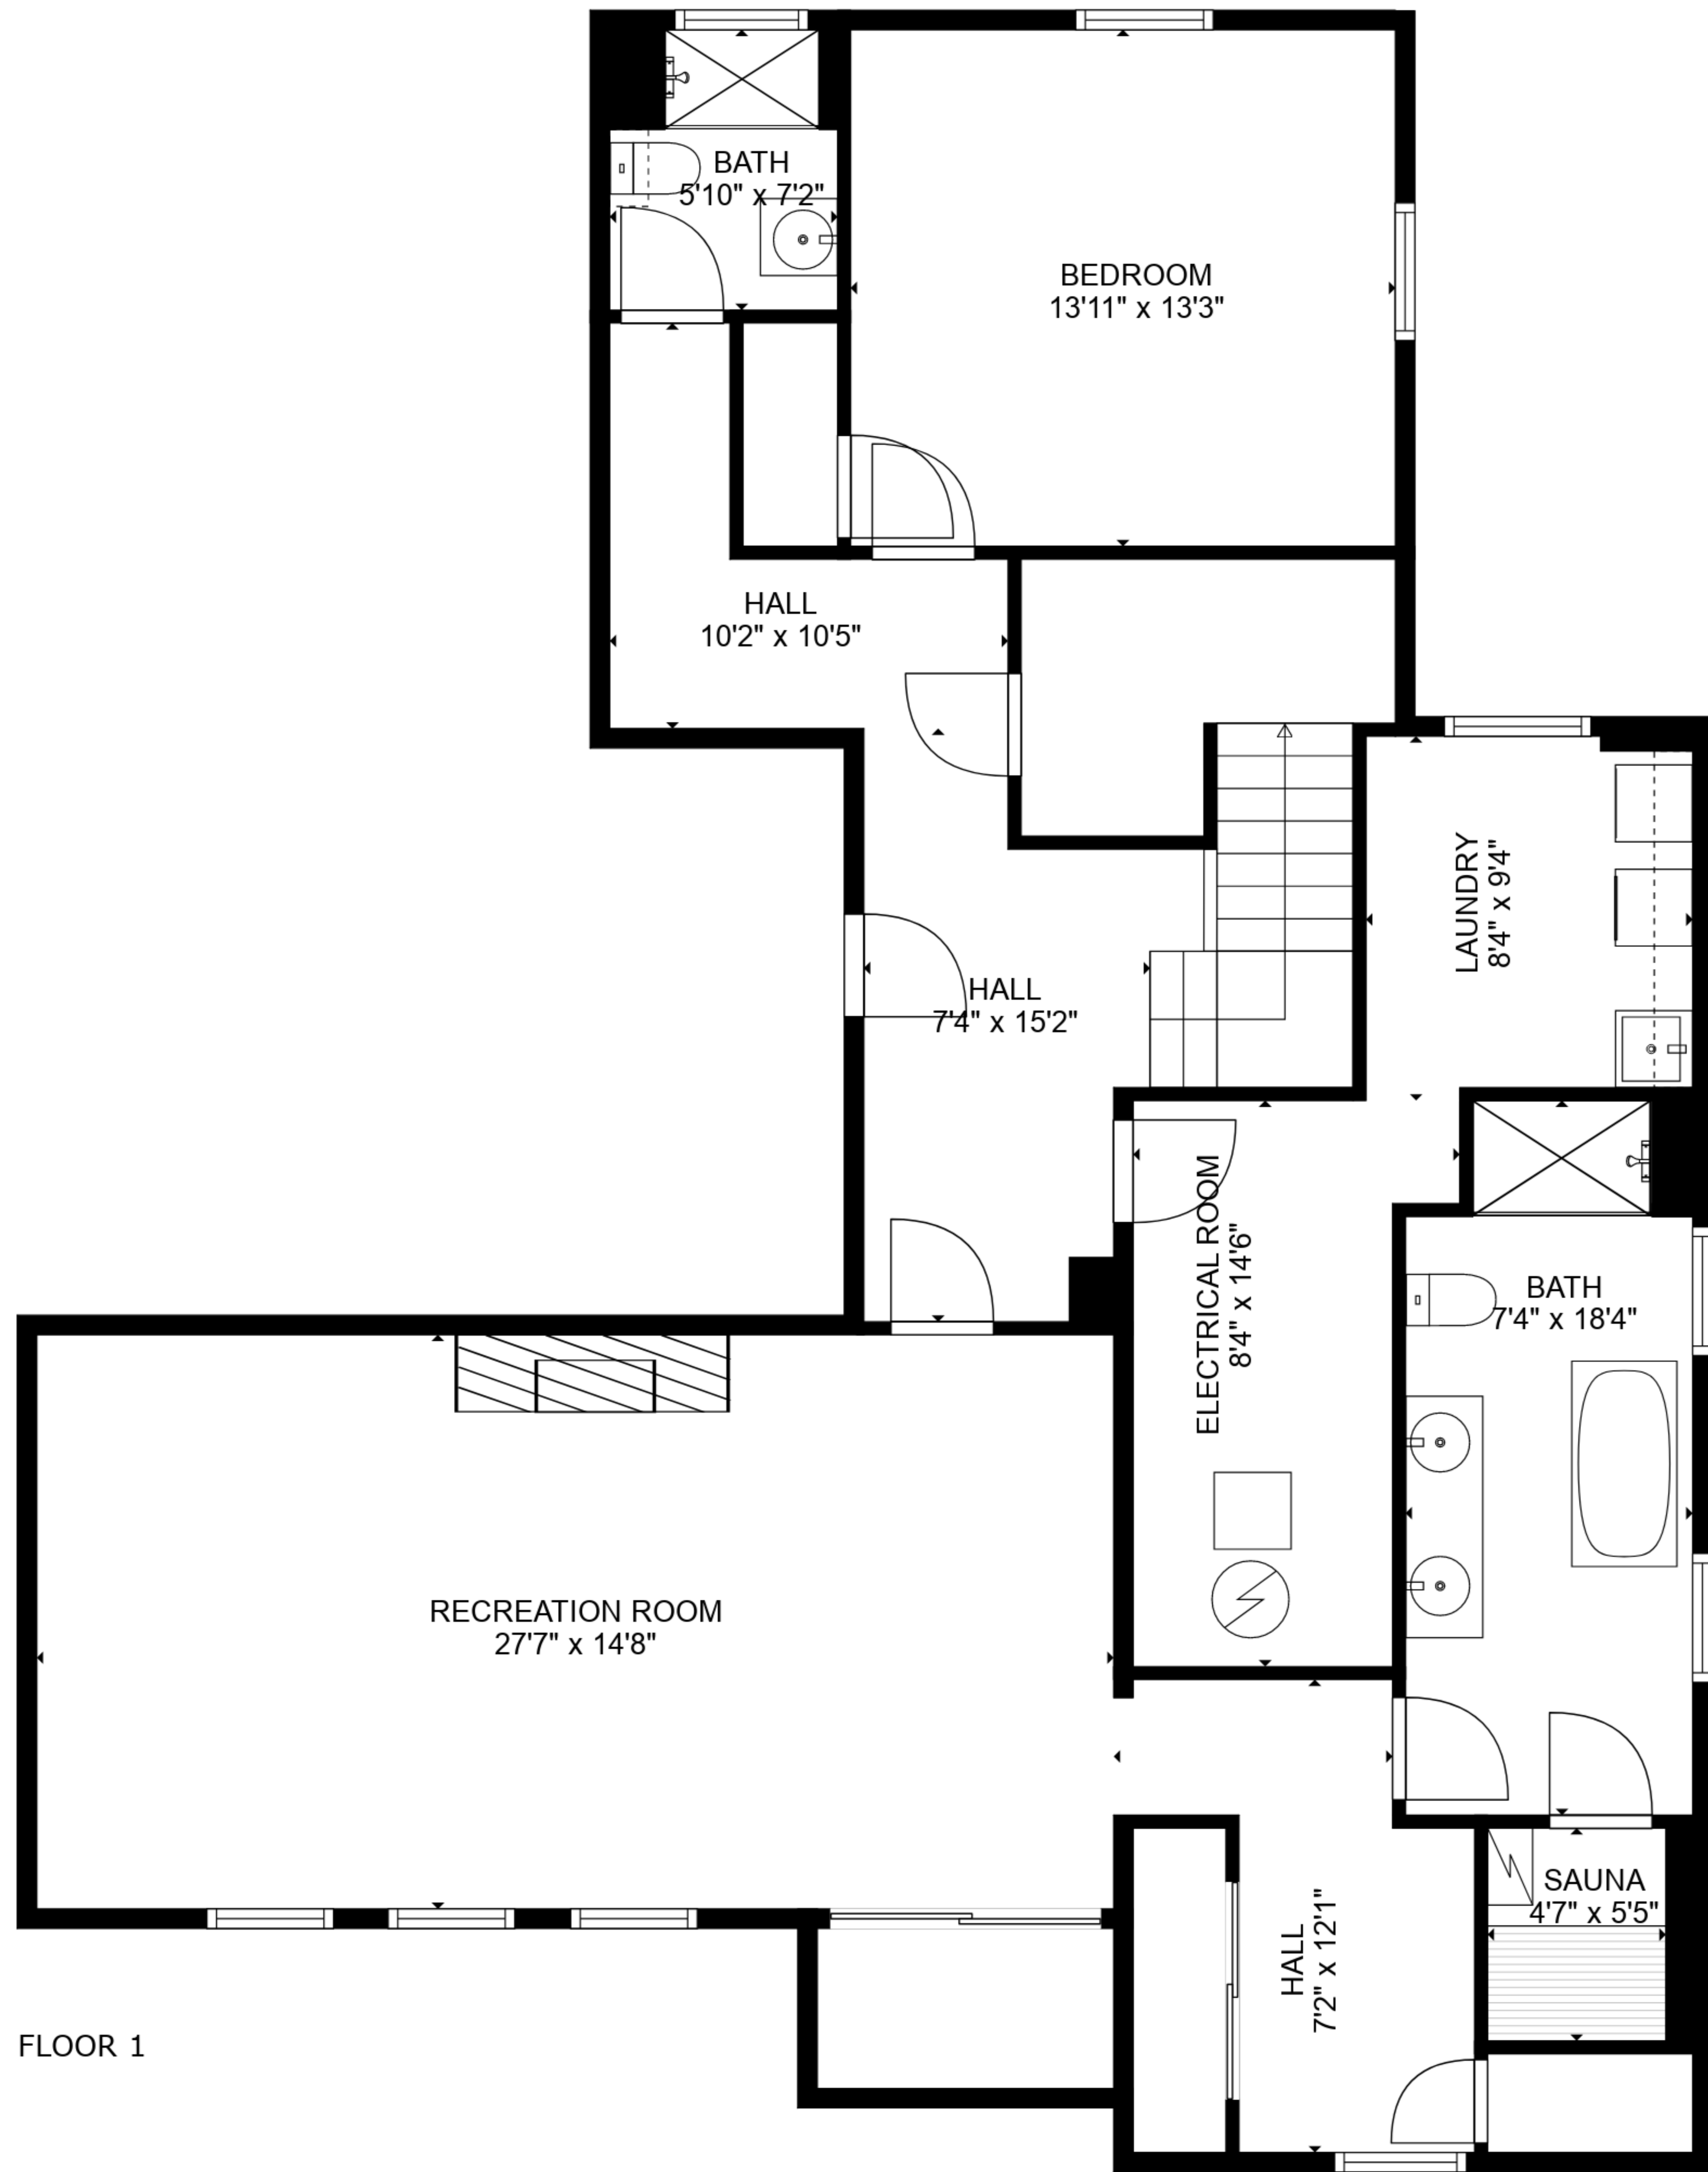 BATH
5'10" x 7'2"
BEDROOM
13'11" x 13'3"
HALL
10'2" x 10'5"
LAUNDRY
8'4" x 9'4"
HALL
7'4" x 15'2"
ELECTRICAL ROOM
8'4" x 14'6"
BATH
7'4" x 18'4"
RECREATION ROOM
27'7" x 14'8"
SAUNA
4'7" x 5'5"
HALL
7'2" x 12'1"
FLOOR 1